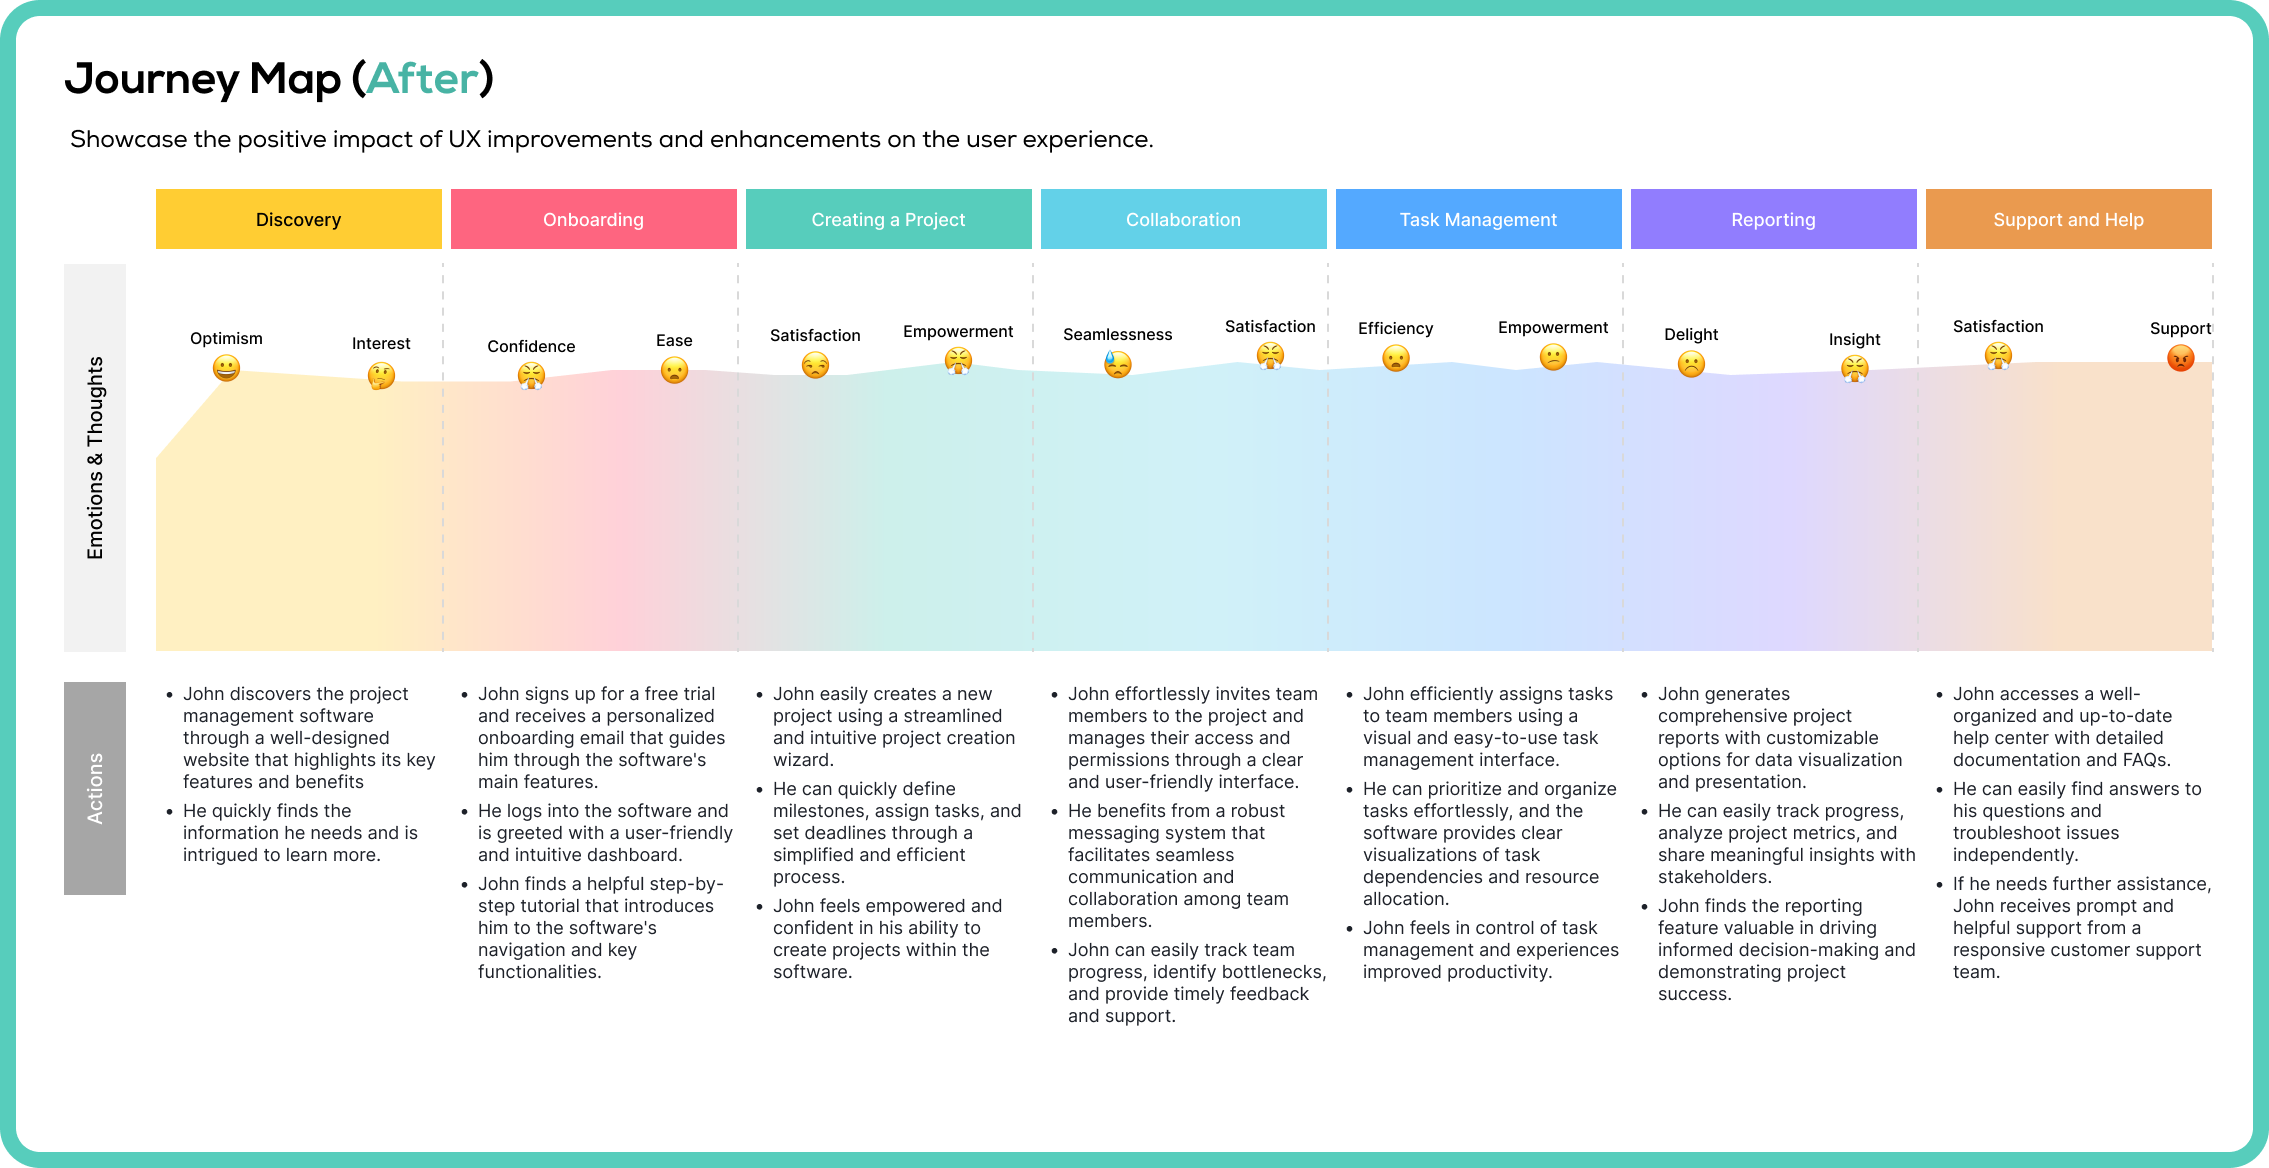 Journey Map (After)
Showcase the positive impact of UX improvements and enhancements on the user experience.
Discovery
Onboarding
Creating a Project
Collaboration
Task Management
Reporting
Support and Help
Emotions & Thoughts
Optimism
Interest
Confidence
Ease
Satisfaction
Empowerment
Seamlessness
Satisfaction
Efficiency
Empowerment
Delight
Insight
Satisfaction
Support
Actions
• John discovers the project
management software
through a well-designed
website that highlights its key
features and benefits
• He quickly finds the
information he needs and is
intrigued to learn more.
• John signs up for a free trial
and receives a personalized
onboarding email that guides
him through the software's
main features.
• He logs into the software and
is greeted with a user-friendly
and intuitive dashboard.
• John finds a helpful step-by-
step tutorial that introduces
him to the software's
navigation and key
functionalities.
• John easily creates a new
project using a streamlined
and intuitive project creation
wizard.
• He can quickly define
milestones, assign tasks, and
set deadlines through a
simplified and efficient
process.
• John feels empowered and
confident in his ability to
create projects within the
software.
• John effortlessly invites team
members to the project and
manages their access and
permissions through a clear
and user-friendly interface.
• He benefits from a robust
messaging system that
facilitates seamless
communication and
collaboration among team
members.
• John can easily track team
progress, identify bottlenecks,
and provide timely feedback
and support.
• John efficiently assigns tasks
to team members using a
visual and easy-to-use task
management interface.
• He can prioritize and organize
tasks effortlessly, and the
software provides clear
visualizations of task
dependencies and resource
allocation.
• John feels in control of task
management and experiences
improved productivity.
• John generates
comprehensive project
reports with customizable
options for data visualization
and presentation.
• He can easily track progress,
analyze project metrics, and
share meaningful insights with
stakeholders.
• John finds the reporting
feature valuable in driving
informed decision-making and
demonstrating project
success.
• John accesses a well-
organized and up-to-date
help center with detailed
documentation and FAQs.
• He can easily find answers to
his questions and
troubleshoot issues
independently.
• If he needs further assistance,
John receives prompt and
helpful support from a
responsive customer support
team.